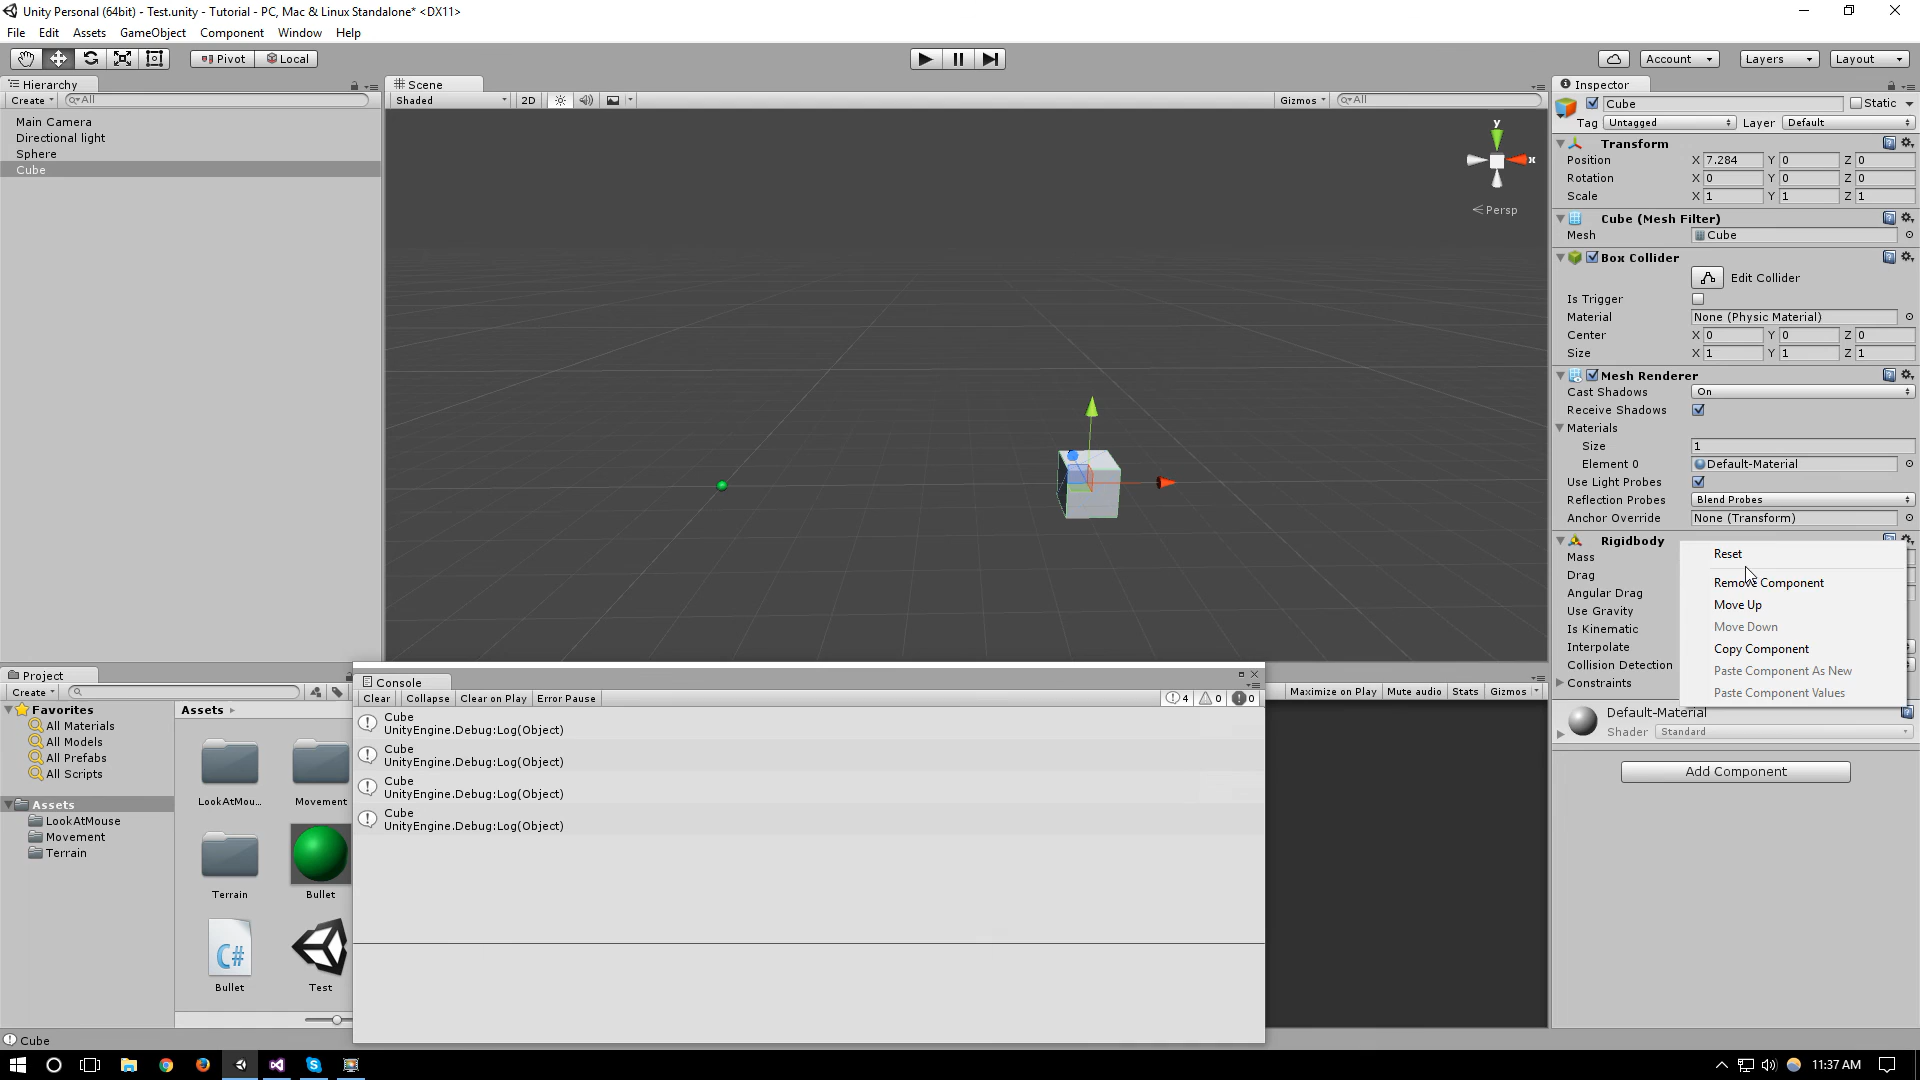 Unity Personal (64bit) - Test.unity - Tutorial - PC, Mac & Linux Standalone* <DX11>
File Edit Assets GameObject Component Window Help
Pivot Local
Account Layers Layout
Hierarchy
Create All
Main Camera
Directional light
Sphere
Cube
Scene
Shaded 2D Gizmos All
y
x
Persp
Inspector
Cube Static
Tag Untagged Layer Default
Transform
Position X 7.284 Y 0 Z 0
Rotation X 0 Y 0 Z 0
Scale X 1 Y 1 Z 1
Cube (Mesh Filter)
Mesh Cube
Box Collider
Edit Collider
Is Trigger
Material None (Physic Material)
Center X 0 Y 0 Z 0
Size X 1 Y 1 Z 1
Mesh Renderer
Cast Shadows On
Receive Shadows
Materials
Size 1
Element 0 Default-Material
Use Light Probes
Reflection Probes Blend Probes
Anchor Override None (Transform)
Rigidbody
Mass
Drag
Angular Drag
Use Gravity
Is Kinematic
Interpolate
Collision Detection
Constraints
Reset
Remove Component
Move Up
Move Down
Copy Component
Paste Component As New
Paste Component Values
Default-Material
Shader Standard
Add Component
Project
Create
Favorites
All Materials
All Models
All Prefabs
All Scripts
Assets
LookAtMouse
Movement
Terrain
Assets
LookAtMou... Movement
Terrain Bullet
C#
Bullet Test
Console
Clear Collapse Clear on Play Error Pause 4 0 0
Cube
UnityEngine.Debug:Log(Object)
Cube
UnityEngine.Debug:Log(Object)
Cube
UnityEngine.Debug:Log(Object)
Cube
UnityEngine.Debug:Log(Object)
Maximize on Play Mute audio Stats Gizmos
Cube
11:37 AM